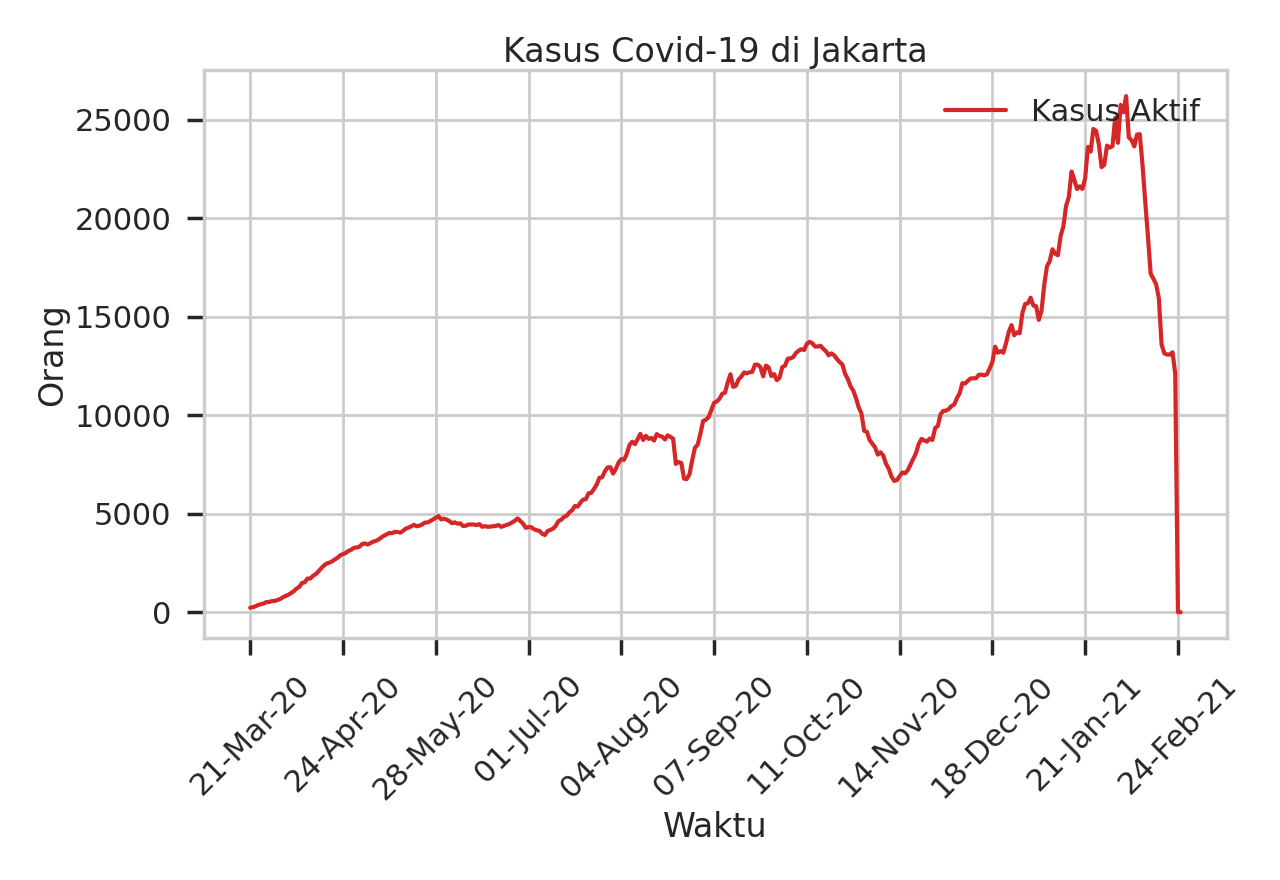 Kasus Covid-19 di Jakarta
Kasus Aktif
Orang
25000
20000
15000
10000
5000
0
21-Mar-20
24-Apr-20
28-May-20
01-Jul-20
04-Aug-20
07-Sep-20
11-Oct-20
14-Nov-20
18-Dec-20
21-Jan-21
24-Feb-21
Waktu